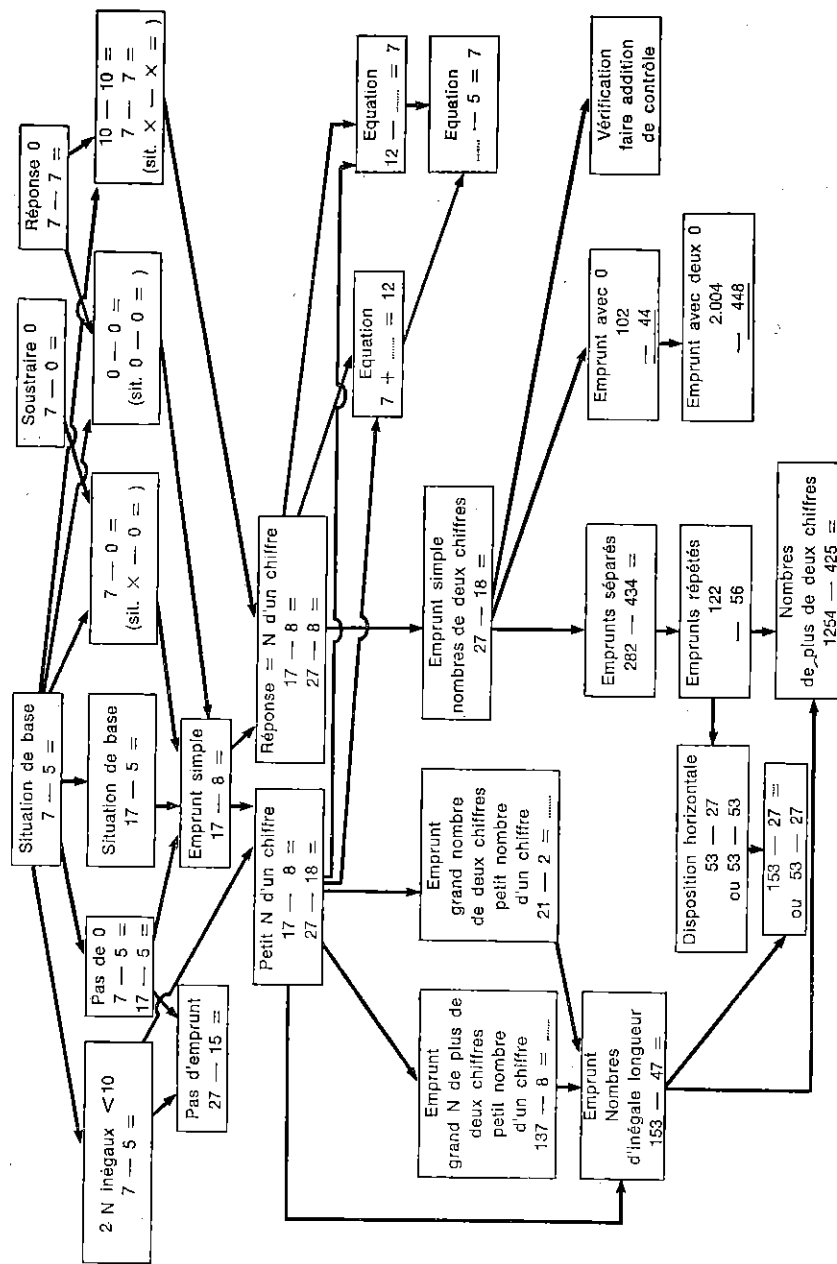 Situation de base
7 — 5 =
Soustraire 0
7 — 0 =
Réponse 0
7 — 7 =
2 N inégaux <10
7 — 5 =
Pas de 0
7 — 5 =
17 — 5 =
Situation de base
17 — 5 =
7 — 0 =
(sit. X — 0 = )
0 — 0 =
(sit. 0 — 0 = )
10 — 10 =
7 — 7 =
(sit. X — X = )
Pas d'emprunt
27 — 15 =
Emprunt simple
17 — 8 =
Petit N d'un chiffre
17 — 8 =
27 — 18 =
Réponse = N d'un chiffre
17 — 8 =
27 — 8 =
Equation
7 + ...... = 12
Equation
12 — ...... = 7
Equation
...... — 5 = 7
Emprunt
grand N de plus de
deux chiffres
petit nombre
d'un chiffre
137 — 8 = ......
Emprunt
grand nombre
de deux chiffres
petit nombre
d'un chiffre
21 — 2 = ......
Emprunt simple
nombres de deux chiffres
27 — 18 =
Emprunt
Nombres
d'inégale longueur
153 — 47 =
Emprunts séparés
282 — 434 =
Emprunt avec 0
102
— 44
Vérification
faire addition
de contrôle
Emprunts répétés
122
— 56
Emprunt avec deux 0
2.004
— 448
Disposition horizontale
53 — 27
ou 53 — 53
153 — 27 =
ou 53 — 27
Nombres
de plus de deux chiffres
1254 — 425 =